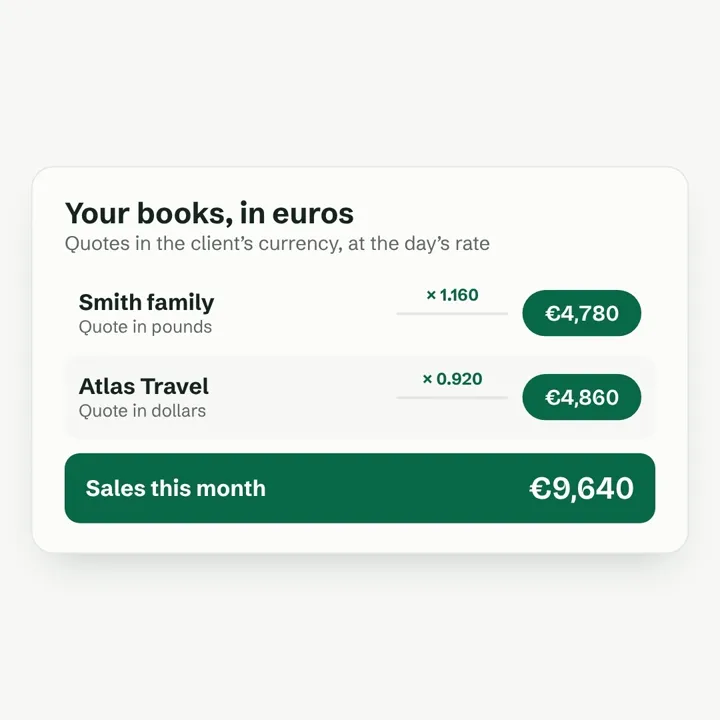 Your books, in euros
Quotes in the client’s currency, at the day’s rate
Smith family
Quote in pounds
× 1.160
€4,780
Atlas Travel
Quote in dollars
× 0.920
€4,860
Sales this month
€9,640